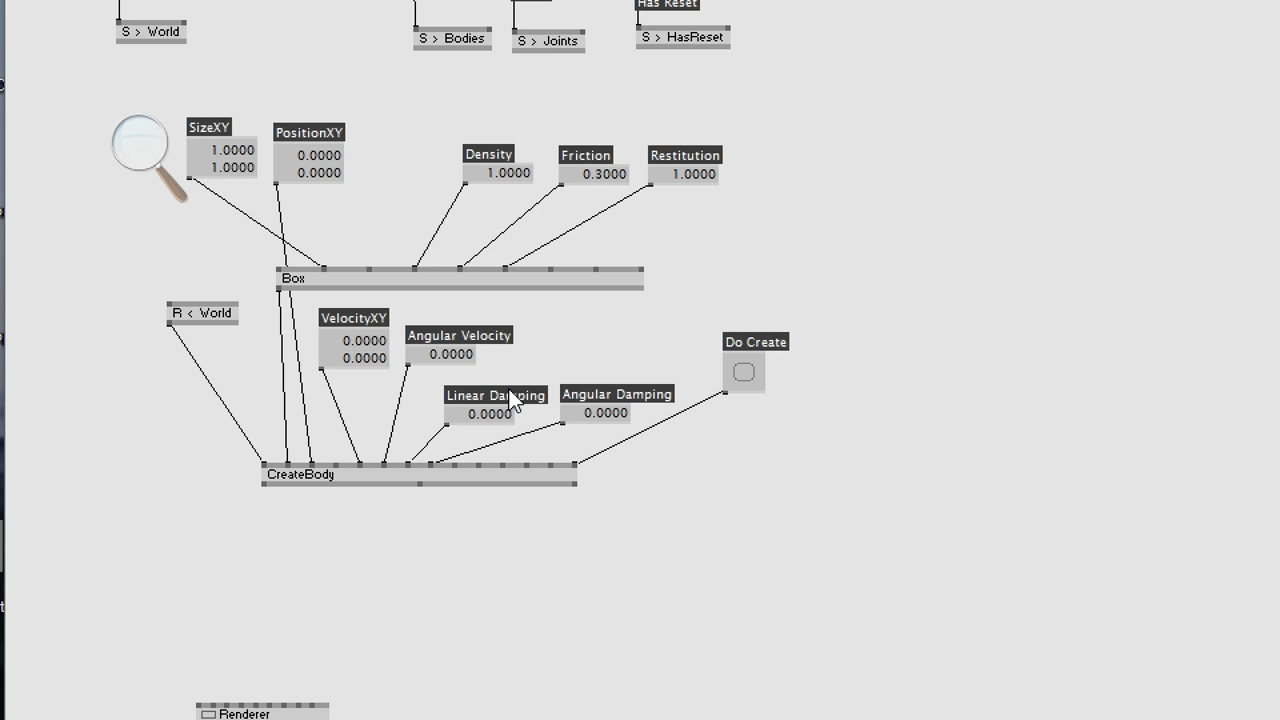 Has Reset
S > World
S > Bodies
S > Joints
S > HasReset
SizeXY
1.0000
1.0000
PositionXY
0.0000
0.0000
Density
1.0000
Friction
0.3000
Restitution
1.0000
Box
R < World
VelocityXY
0.0000
0.0000
Angular Velocity
0.0000
Do Create
Linear Damping
0.0000
Angular Damping
0.0000
CreateBody
Renderer